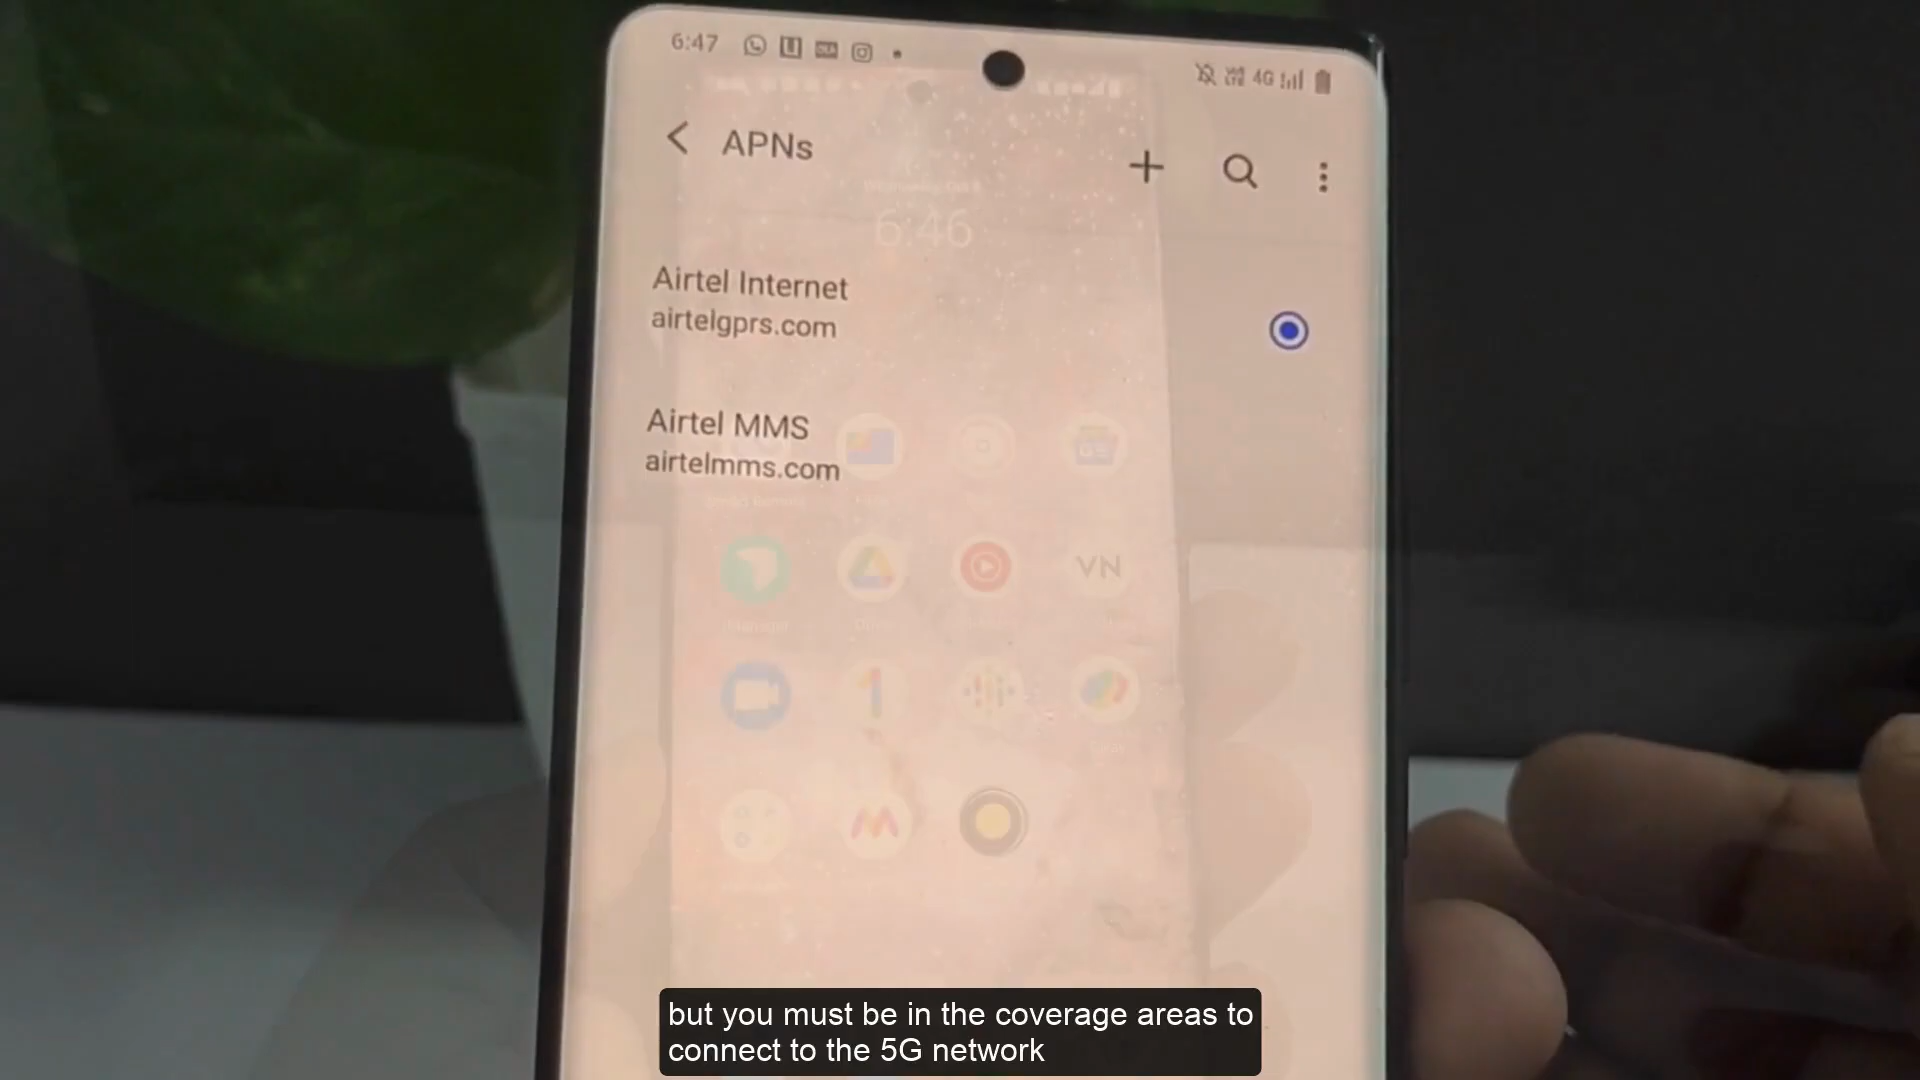 6:47
4G
APNs
6:46
Airtel Internet
airtelgprs.com
Airtel MMS
airtelmms.com
VN
but you must be in the coverage areas to
connect to the 5G network